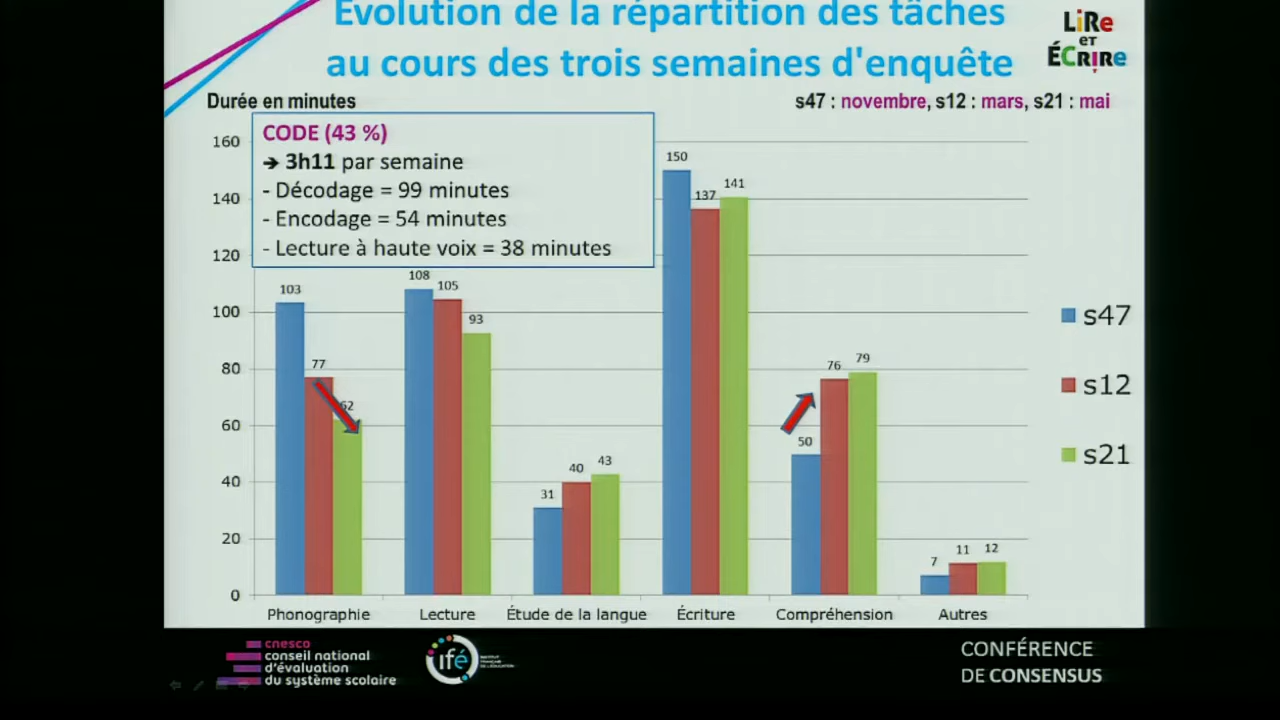 Évolution de la répartition des tâches
au cours des trois semaines d'enquête
LiRe
ET
ÉCRIRE
Durée en minutes
s47 : novembre, s12 : mars, s21 : mai
CODE (43 %)
➔ 3h11 par semaine
- Décodage = 99 minutes
- Encodage = 54 minutes
- Lecture à haute voix = 38 minutes
160
140
120
100
80
60
40
20
0
103
77
62
108
105
93
31
40
43
150
137
141
50
76
79
7
11
12
Phonographie
Lecture
Étude de la langue
Écriture
Compréhension
Autres
s47
s12
s21
cnesco
conseil national
d'évaluation
du système scolaire
ifé
CONFÉRENCE
DE CONSENSUS